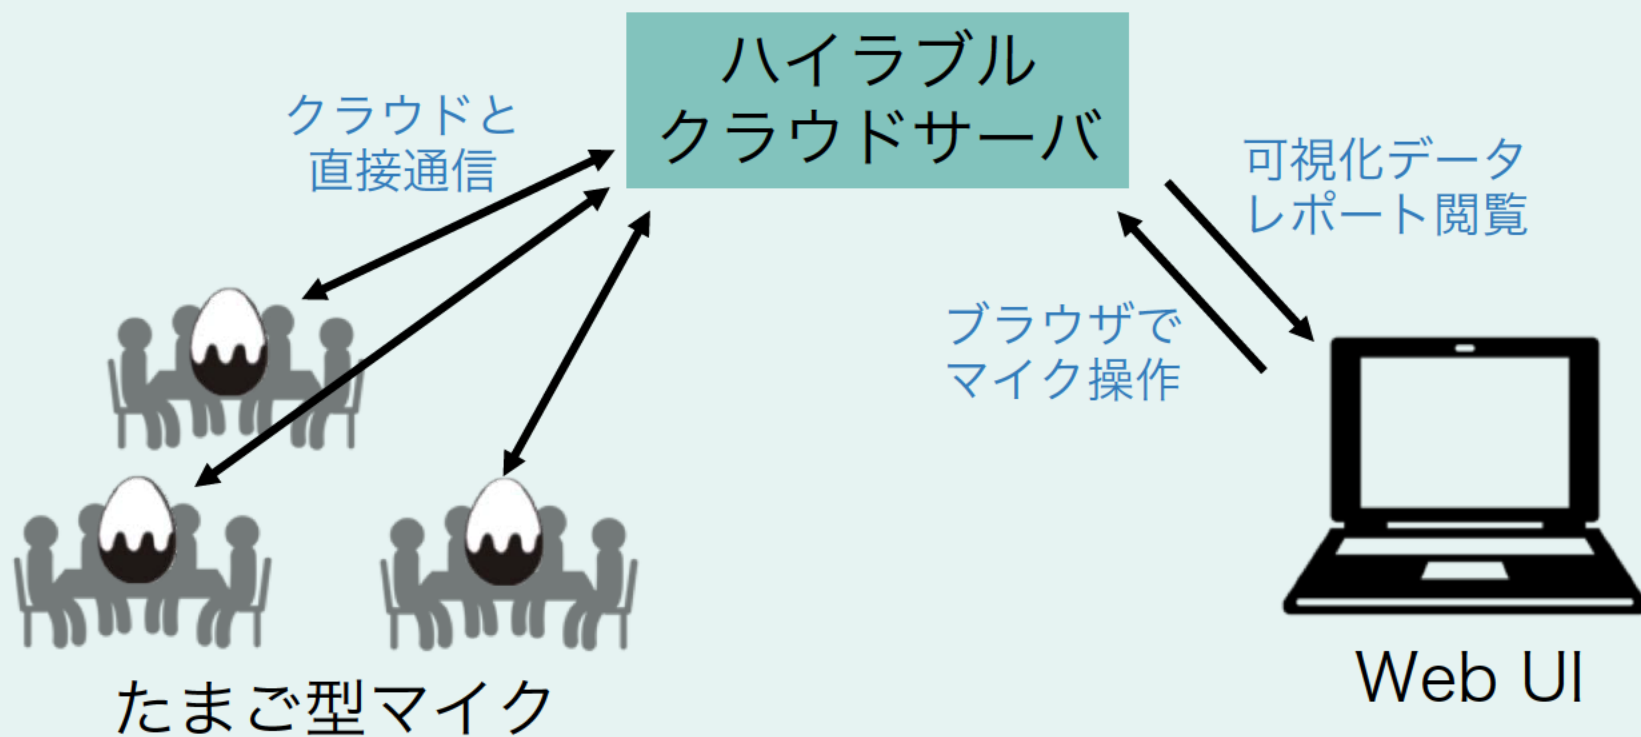 ハイラブル
クラウドサーバ
クラウドと
直接通信
可視化データ
レポート閲覧
ブラウザで
マイク操作
たまご型マイク
Web UI